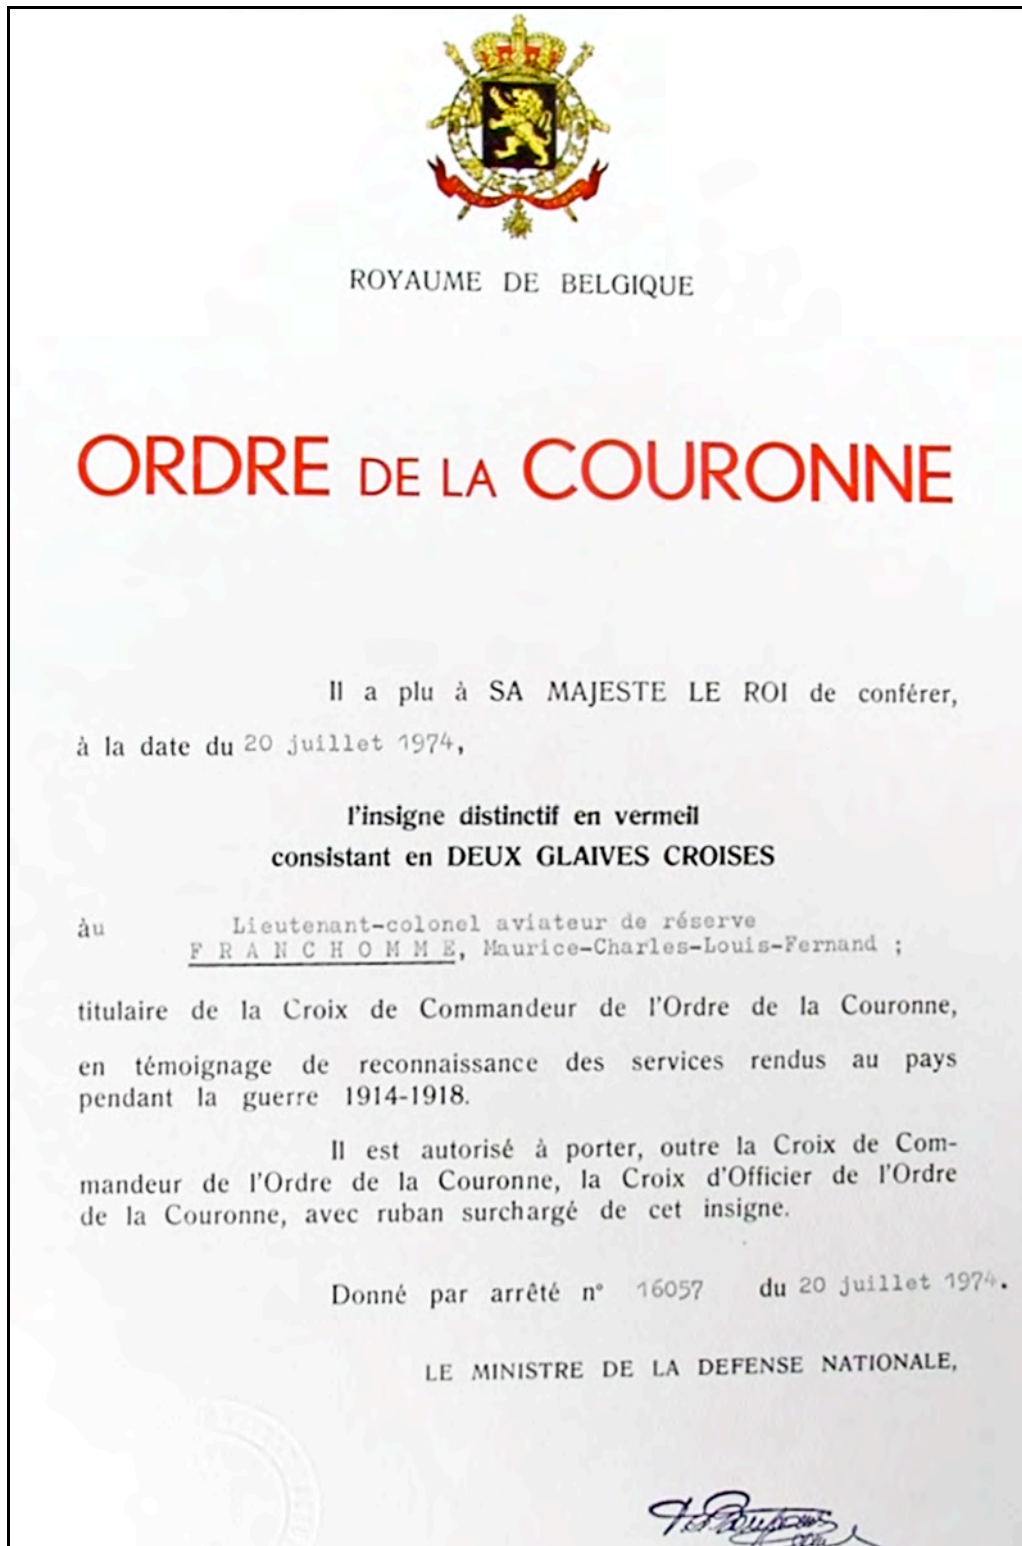 ROYAUME DE BELGIQUE
ORDRE DE LA COURONNE
Il a plu à SA MAJESTE LE ROI de conférer,
à la date du 20 juillet 1974,
l'insigne distinctif en vermeil
consistant en DEUX GLAIVES CROISES
àu Lieutenant-colonel aviateur de réserve
F R A N C H O M M E, Maurice-Charles-Louis-Fernand ;
titulaire de la Croix de Commandeur de l'Ordre de la Couronne,
en témoignage de reconnaissance des services rendus au pays
pendant la guerre 1914-1918.
Il est autorisé à porter, outre la Croix de Com-
mandeur de l'Ordre de la Couronne, la Croix d'Officier de l'Ordre
de la Couronne, avec ruban surchargé de cet insigne.
Donné par arrêté n° 16057 du 20 juillet 1974.
LE MINISTRE DE LA DEFENSE NATIONALE,